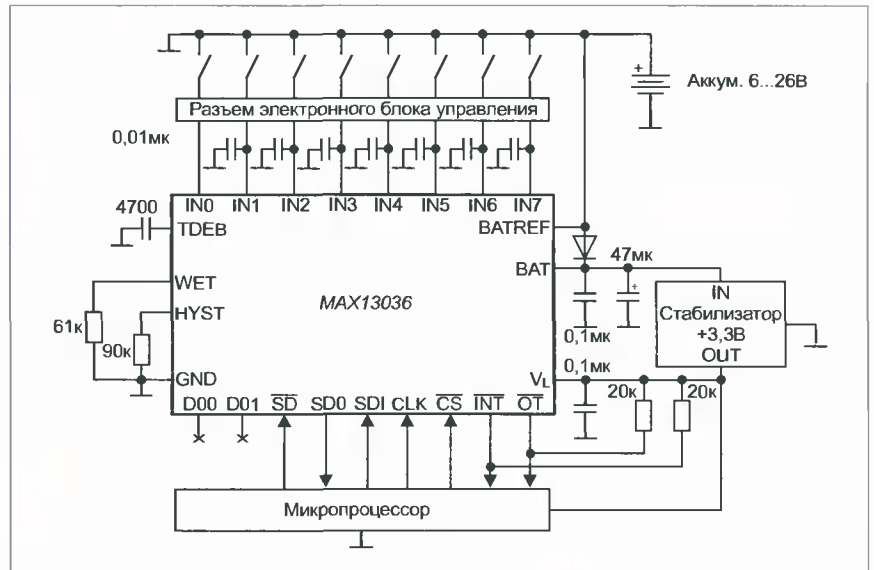 Аккум. 6...26В
Разъем электронного блока управления
0,01мк
IN0 IN1 IN2 IN3 IN4 IN5 IN6 IN7
4700
TDEB
BATREF
47мк
BAT
WET
MAX13036
IN
Стабилизатор
+3,3В
OUT
HYST
61к
90к
0,1мк
0,1мк
GND
VL
20к
20к
D00 D01 SD SD0 SDI CLK CS INT OT
Микропроцессор